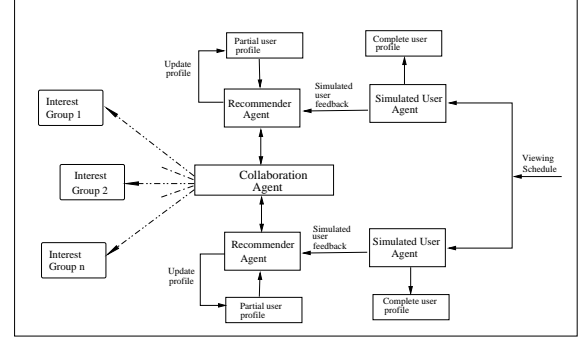 Partial user
profile
Complete user
profile
Update
profile
Simulated
user
feedback
Interest
Group 1
Recommender
Agent
Simulated User
Agent
Interest
Group 2
Collaboration
Agent
Viewing
Schedule
Interest
Group n
Recommender
Agent
Simulated
user
feedback
Simulated User
Agent
Update
profile
Partial user
profile
Complete user
profile